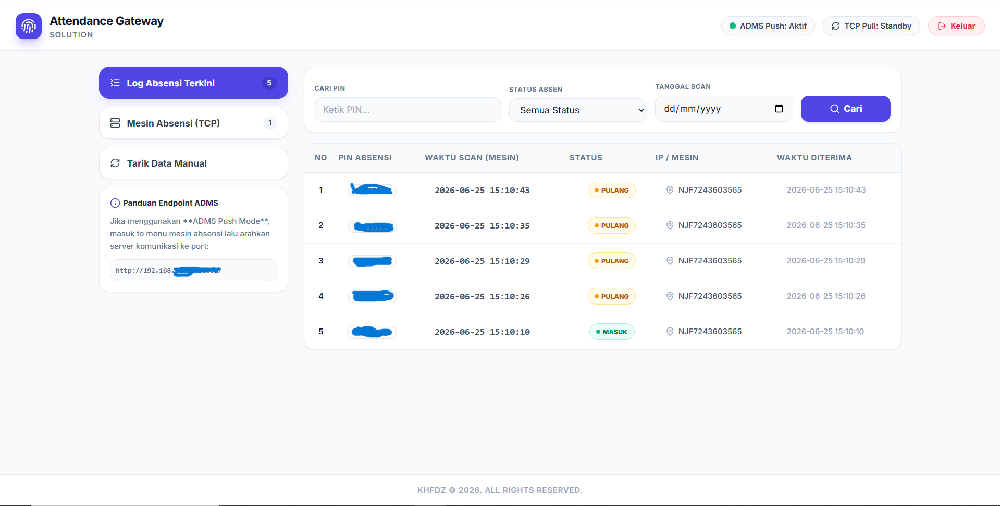 Attendance Gateway
SOLUTION
ADMS Push: Aktif
TCP Pull: Standby
Keluar
Log Absensi Terkini 5
Mesin Absensi (TCP) 1
Tarik Data Manual
Panduan Endpoint ADMS
Jika menggunakan **ADMS Push Mode**,
masuk to menu mesin absensi lalu arahkan
server komunikasi ke port:
http://192.168.
CARI PIN
Ketik PIN...
STATUS ABSEN
Semua Status
TANGGAL SCAN
dd/mm/yyyy
Cari
NO PIN ABSENSI WAKTU SCAN (MESIN) STATUS IP / MESIN WAKTU DITERIMA
1 2026-06-25 15:10:43 PULANG NJF7243603565 2026-06-25 15:10:43
2 2026-06-25 15:10:35 PULANG NJF7243603565 2026-06-25 15:10:35
3 2026-06-25 15:10:29 PULANG NJF7243603565 2026-06-25 15:10:29
4 2026-06-25 15:10:26 PULANG NJF7243603565 2026-06-25 15:10:26
5 2026-06-25 15:10:10 MASUK NJF7243603565 2026-06-25 15:10:10
KHFDZ © 2026. ALL RIGHTS RESERVED.